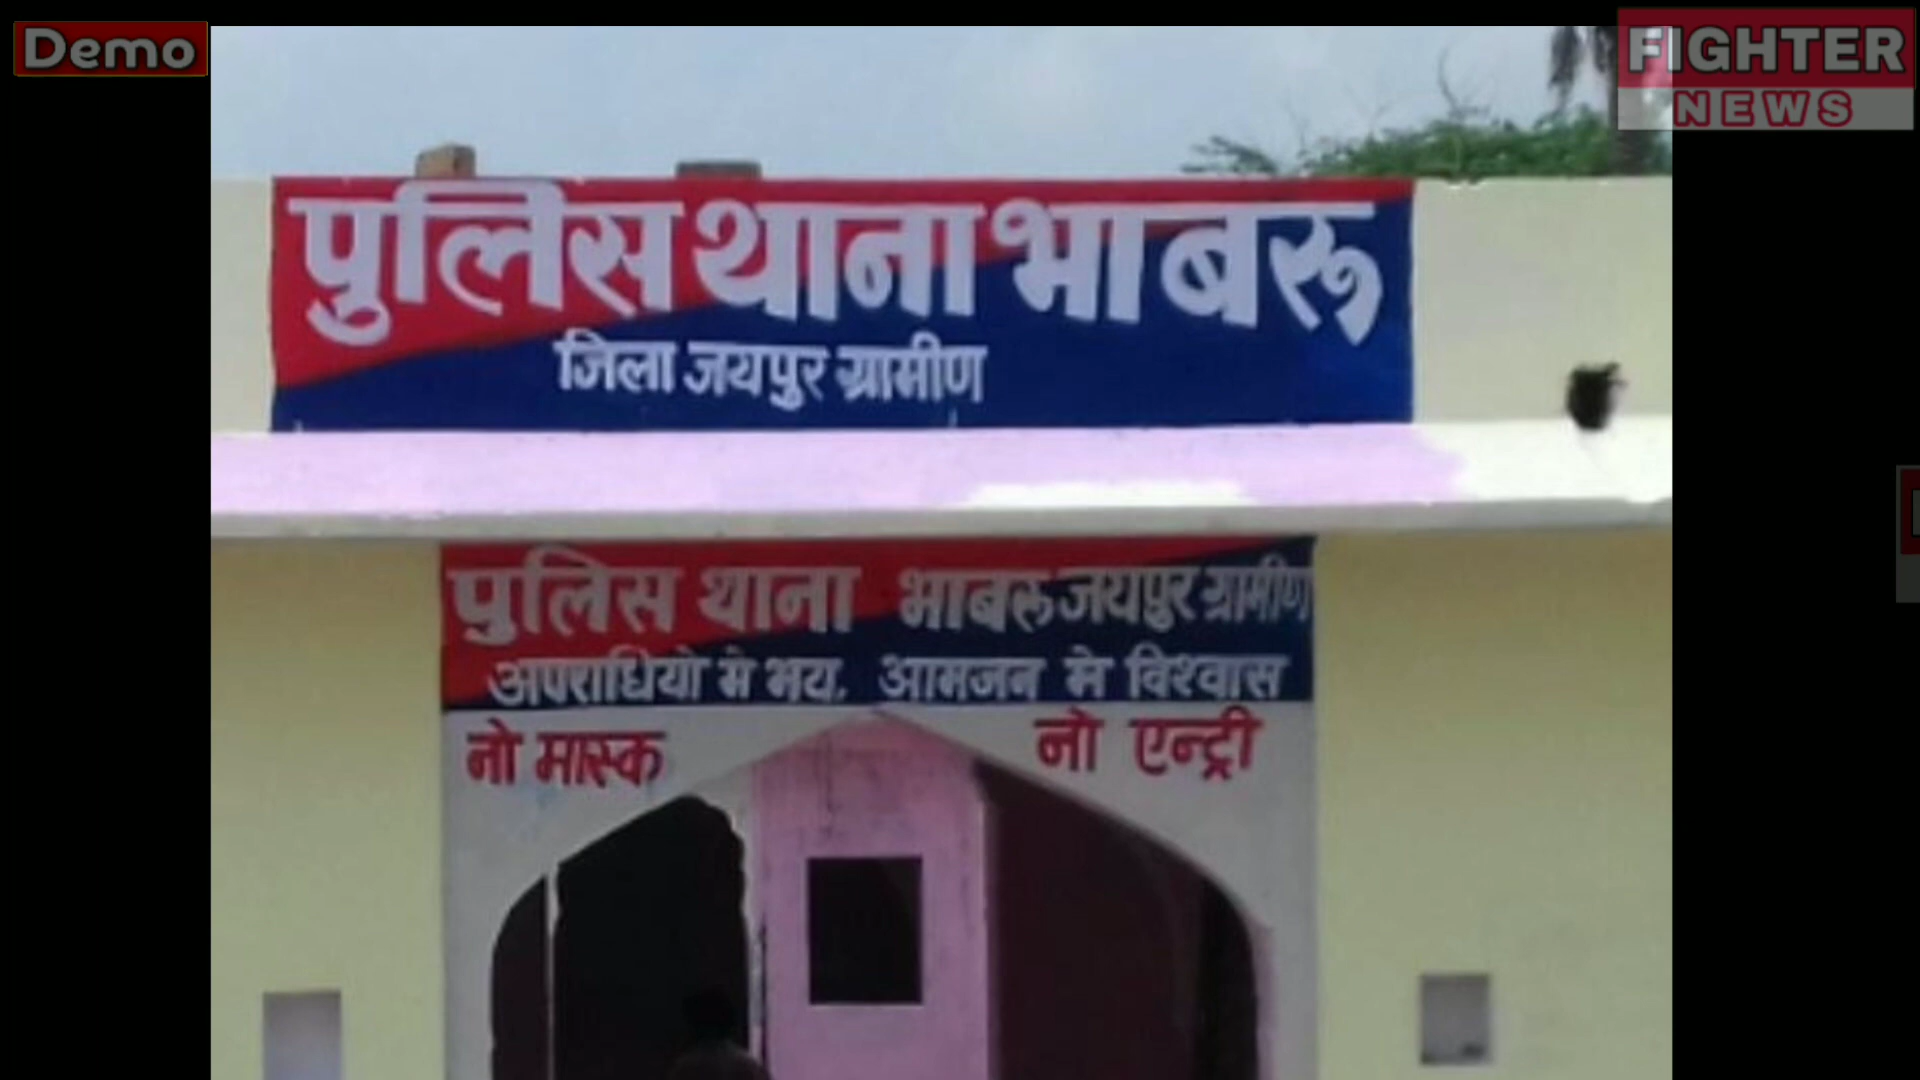 Demo
FIGHTER
NEWS
पुलिस थाना भाबरू
जिला जयपुर ग्रामीण
पुलिस थाना भाबरू जयपुर ग्रामीण
अपराधियो मे भय, आमजन मे विश्वास
नो मास्क नो एन्ट्री